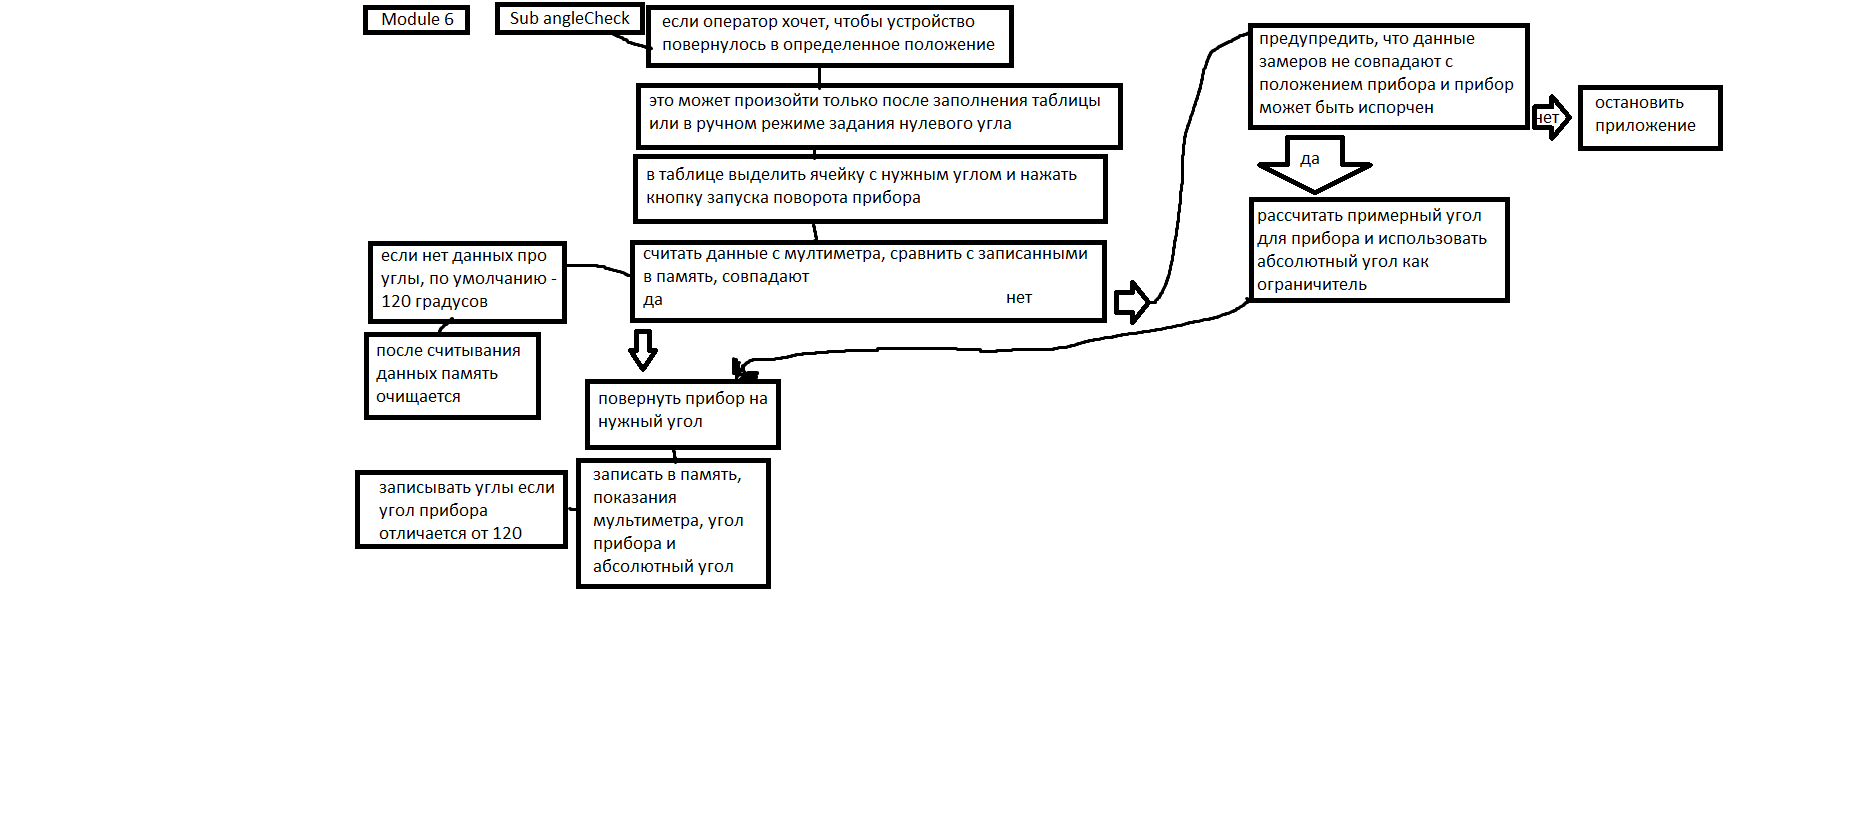 Module 6
Sub angleCheck
если оператор хочет, чтобы устройство
повернулось в определенное положение
это может произойти только после заполнения таблицы
или в ручном режиме задания нулевого угла
в таблице выделить ячейку с нужным углом и нажать
кнопку запуска поворота прибора
считать данные с мултиметра, сравнить с записанными
в память, совпадают
да
нет
если нет данных про
углы, по умолчанию -
120 градусов
после считывания
данных память
очищается
предупредить, что данные
замеров не совпадают с
положением прибора и прибор
может быть испорчен
нет
остановить
приложение
да
рассчитать примерный угол
для прибора и использовать
абсолютный угол как
ограничитель
повернуть прибор на
нужный угол
записать в память,
показания
мультиметра, угол
прибора и
абсолютный угол
записывать углы если
угол прибора
отличается от 120